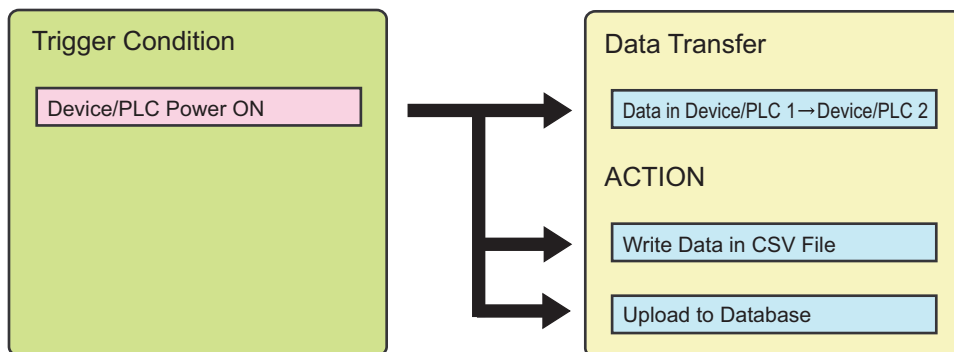 Trigger Condition
Device/PLC Power ON
Data Transfer
Data in Device/PLC 1→Device/PLC 2
ACTION
Write Data in CSV File
Upload to Database